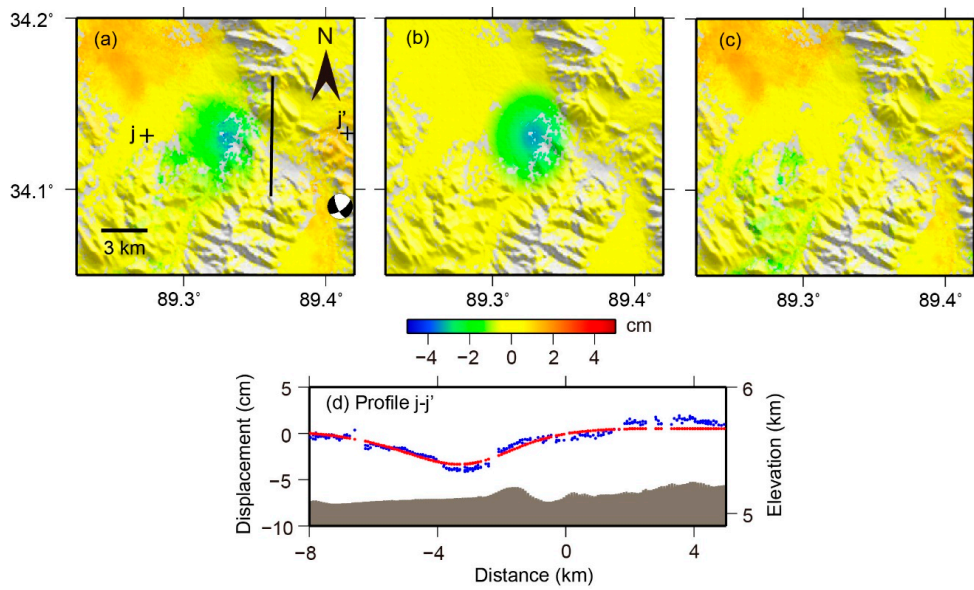 34.2°
(a)
N
(b)
(c)
j
j’
34.1°
3 km
89.3°
89.4°
89.3°
89.4°
89.3°
89.4°
cm
−4
−2
0
2
4
5
(d) Profile j-j’
6
0
−5
5
−10
Displacement (cm)
Elevation (km)
−8
−4
0
4
Distance (km)